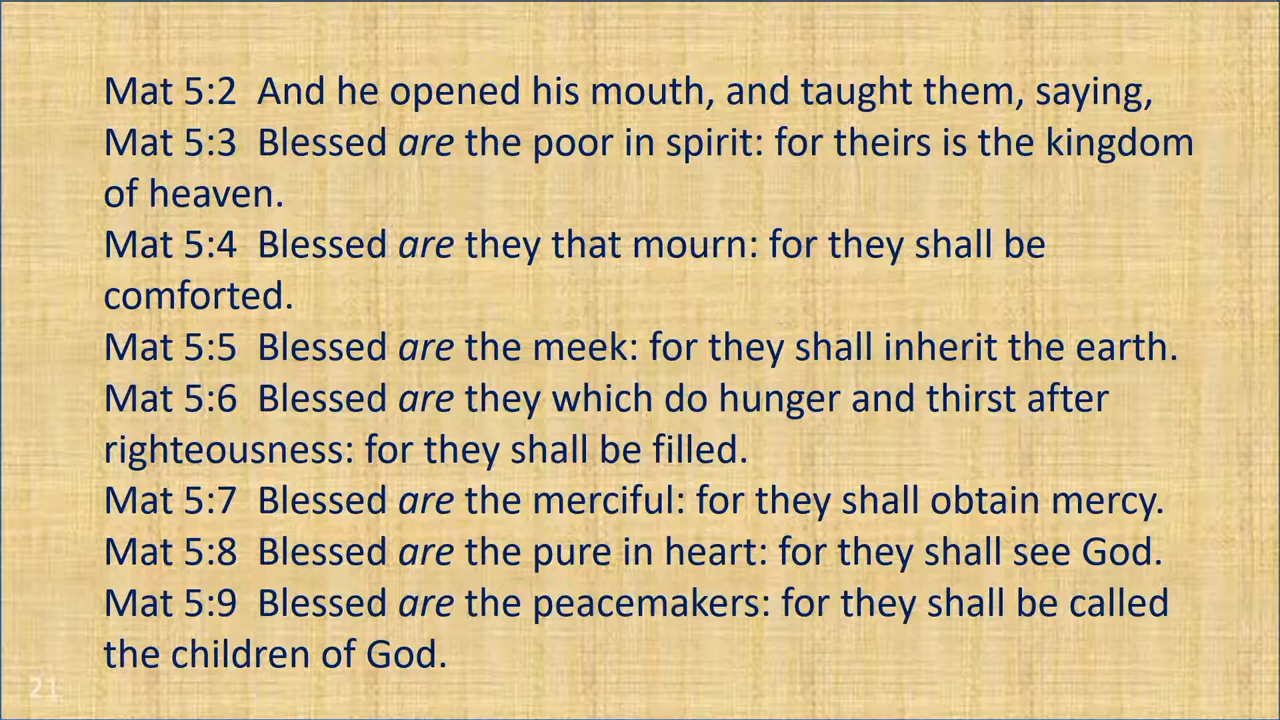 Mat 5:2  And he opened his mouth, and taught them, saying,
Mat 5:3  Blessed are the poor in spirit: for theirs is the kingdom
of heaven.
Mat 5:4  Blessed are they that mourn: for they shall be
comforted.
Mat 5:5  Blessed are the meek: for they shall inherit the earth.
Mat 5:6  Blessed are they which do hunger and thirst after
righteousness: for they shall be filled.
Mat 5:7  Blessed are the merciful: for they shall obtain mercy.
Mat 5:8  Blessed are the pure in heart: for they shall see God.
Mat 5:9  Blessed are the peacemakers: for they shall be called
the children of God.
21